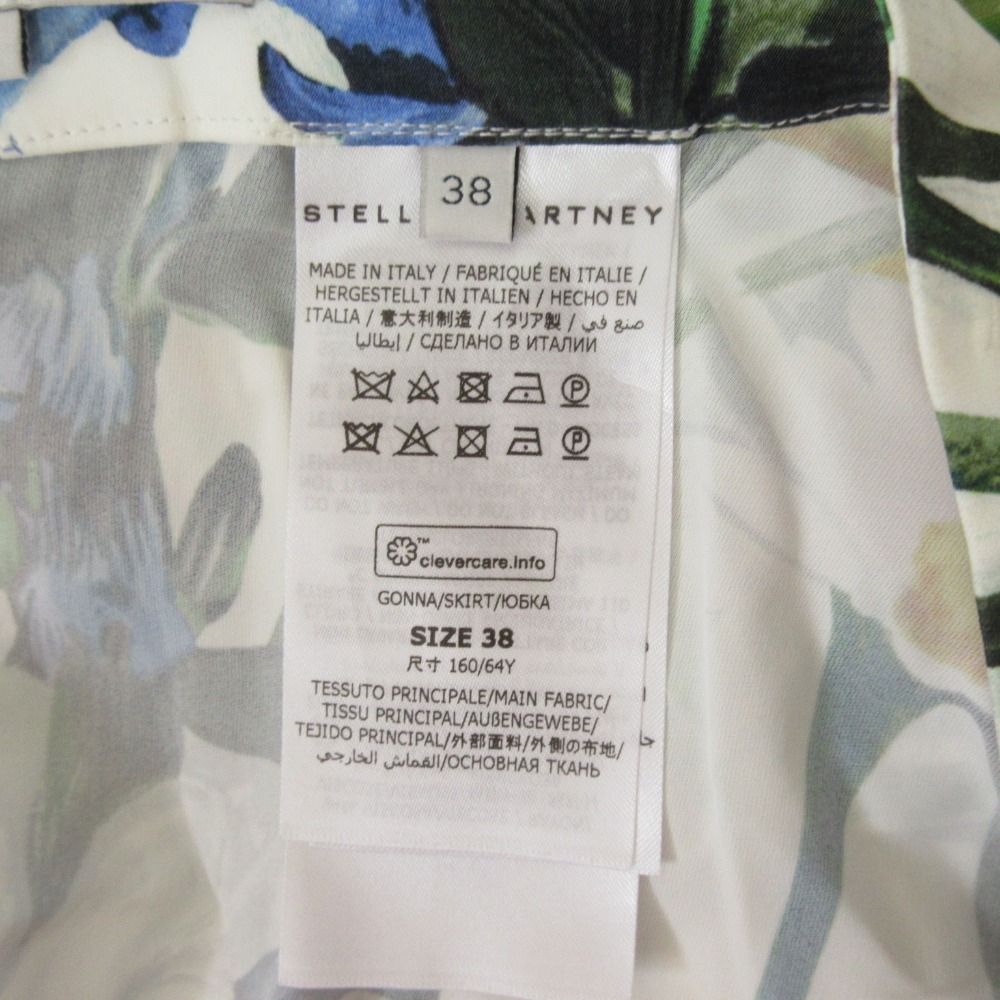 38
STELL ARTNEY
MADE IN ITALY / FABRIQUÉ EN ITALIE /
HERGESTELLT IN ITALIEN / HECHO EN
ITALIA / 意大利制造 / イタリア製 / صنع في
إيطاليا / СДЕЛАНО В ИТАЛИИ
P
P
™ clevercare.info
GONNA/SKIRT/ЮБКА
SIZE 38
尺寸 160/64Y
TESSUTO PRINCIPALE/MAIN FABRIC/
TISSU PRINCIPAL/AUßENGEWEBE/
TEJIDO PRINCIPAL/外部面料/外側の布地/
القماش الخارجي/ОСНОВНАЯ ТКАНЬ